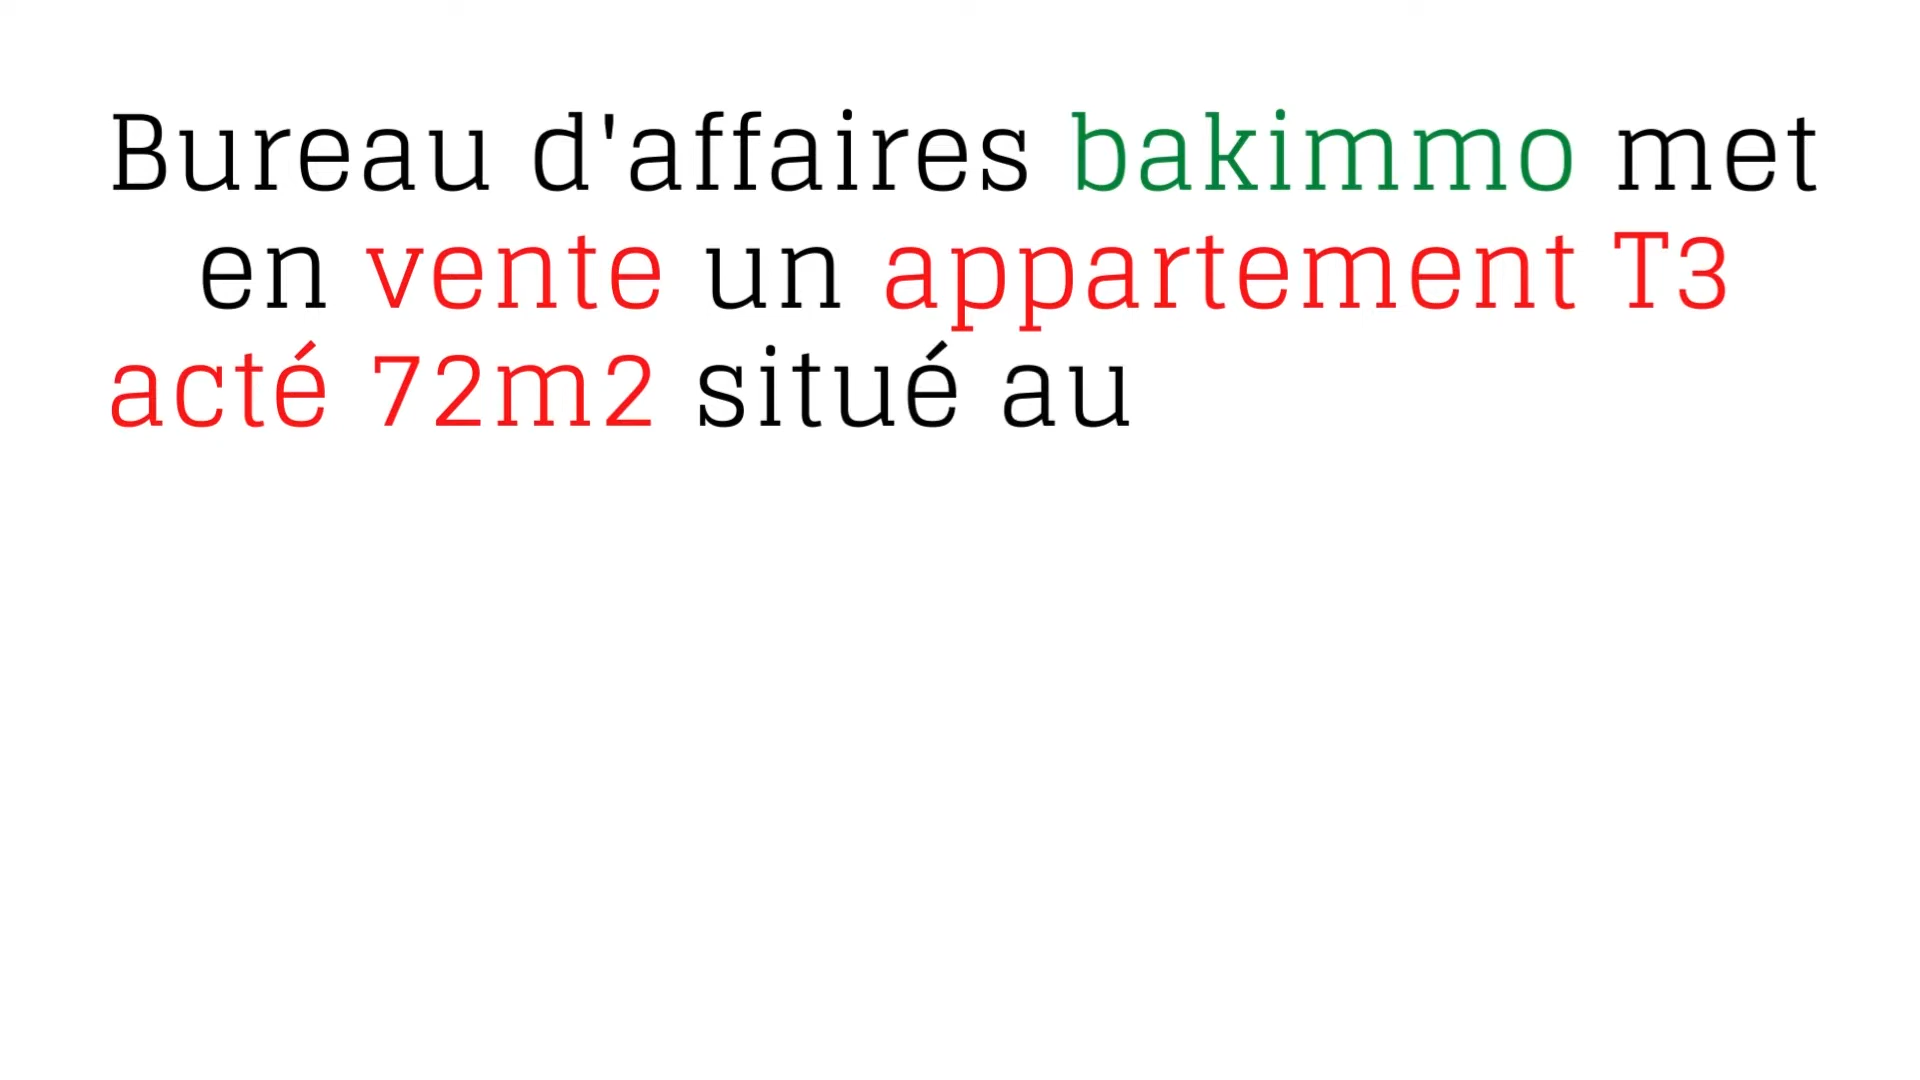 Bureau d'affaires bakimmo met
en vente un appartement T3
acté 72m2 situé au